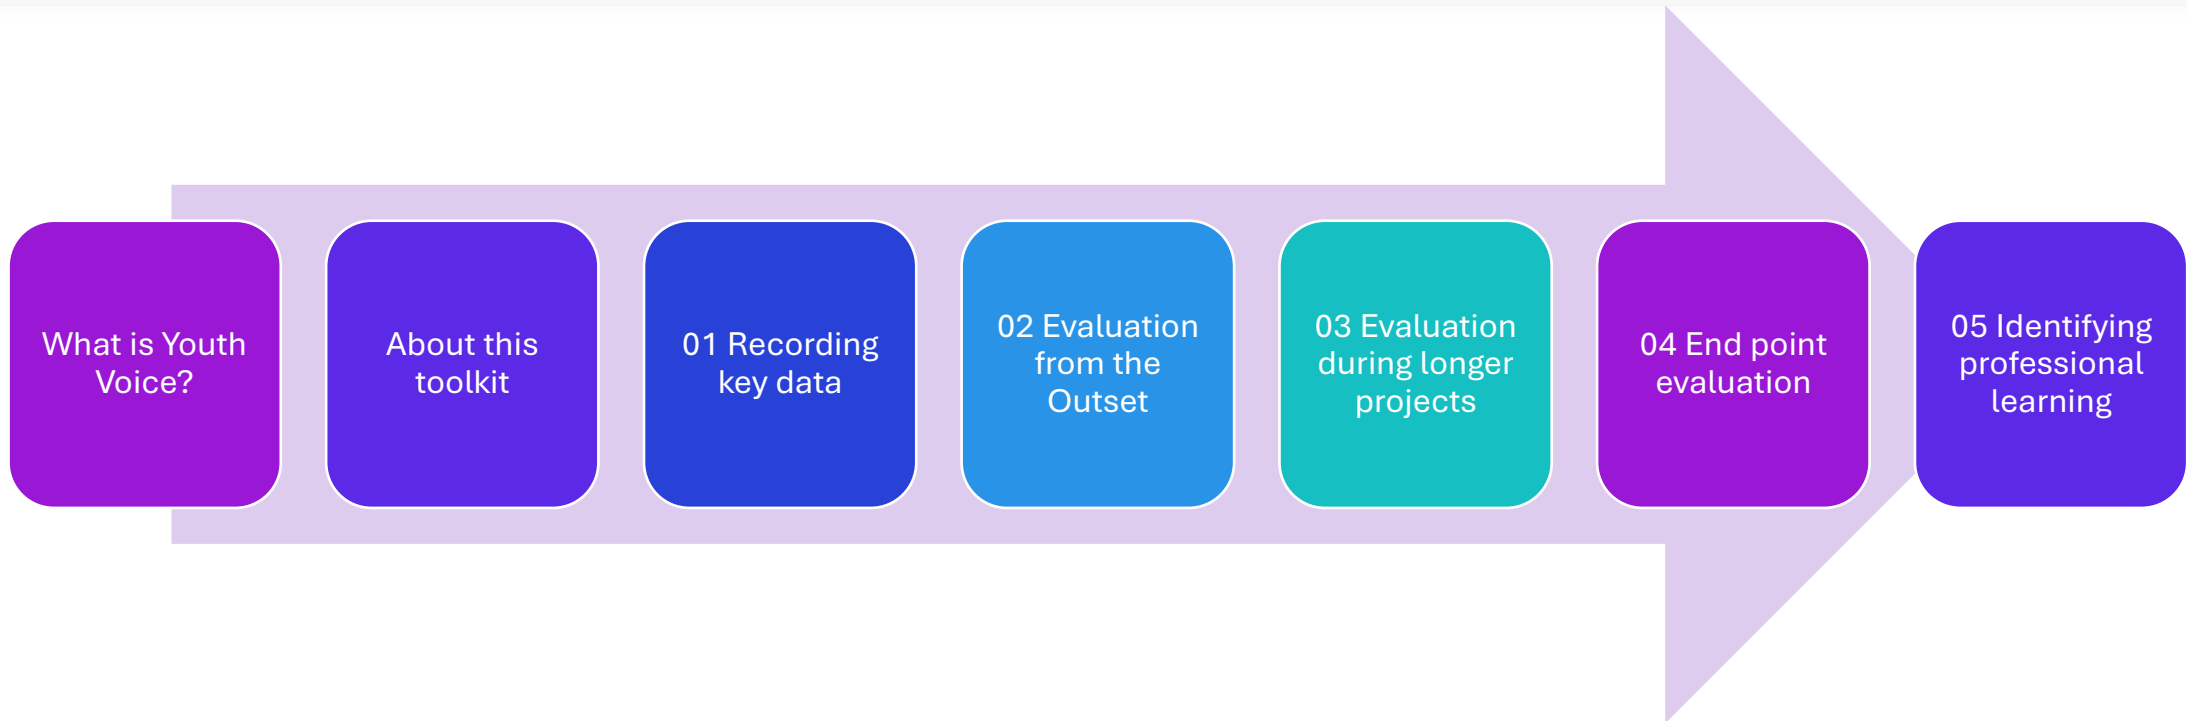 What is Youth
Voice?
About this
toolkit
01 Recording
key data
02 Evaluation
from the
Outset
03 Evaluation
during longer
projects
04 End point
evaluation
05 Identifying
professional
learning